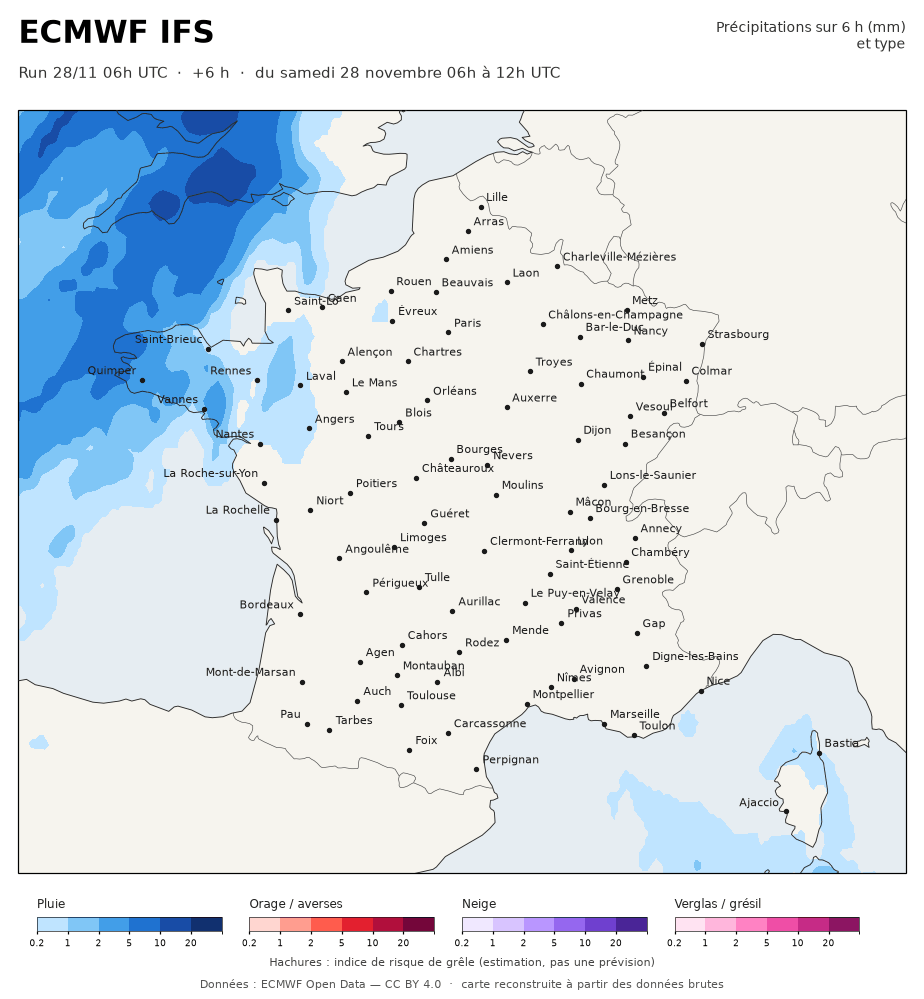 ECMWF IFS
Précipitations sur 6 h (mm)
et type
Run 28/11 06h UTC · +6 h · du samedi 28 novembre 06h à 12h UTC
Lille
Arras
Amiens
Charleville-Mézières
Laon
Rouen
Beauvais
Saint-Lô
Caen
Metz
Évreux
Châlons-en-Champagne
Paris
Bar-le-Duc
Nancy
Strasbourg
Saint-Brieuc
Alençon
Chartres
Troyes
Quimper
Rennes
Laval
Le Mans
Chaumont
Épinal
Colmar
Orléans
Vannes
Auxerre
Vesoul
Belfort
Blois
Angers
Tours
Nantes
Dijon
Besançon
Bourges
Nevers
La Roche-sur-Yon
Châteauroux
Lons-le-Saunier
Poitiers
Moulins
Niort
Mâcon
Bourg-en-Bresse
La Rochelle
Guéret
Annecy
Limoges
Clermont-Ferrand
Lyon
Angoulême
Chambéry
Saint-Étienne
Périgueux
Tulle
Grenoble
Le Puy-en-Velay
Valence
Bordeaux
Aurillac
Privas
Cahors
Rodez
Mende
Gap
Agen
Digne-les-Bains
Mont-de-Marsan
Montauban
Albi
Nîmes
Avignon
Nice
Auch
Toulouse
Montpellier
Pau
Tarbes
Carcassonne
Marseille
Toulon
Foix
Bastia
Perpignan
Ajaccio
Pluie
Orage / averses
Neige
Verglas / grésil
0.2 1 2 5 10 20
0.2 1 2 5 10 20
0.2 1 2 5 10 20
0.2 1 2 5 10 20
Hachures : indice de risque de grêle (estimation, pas une prévision)
Données : ECMWF Open Data — CC BY 4.0 · carte reconstruite à partir des données brutes